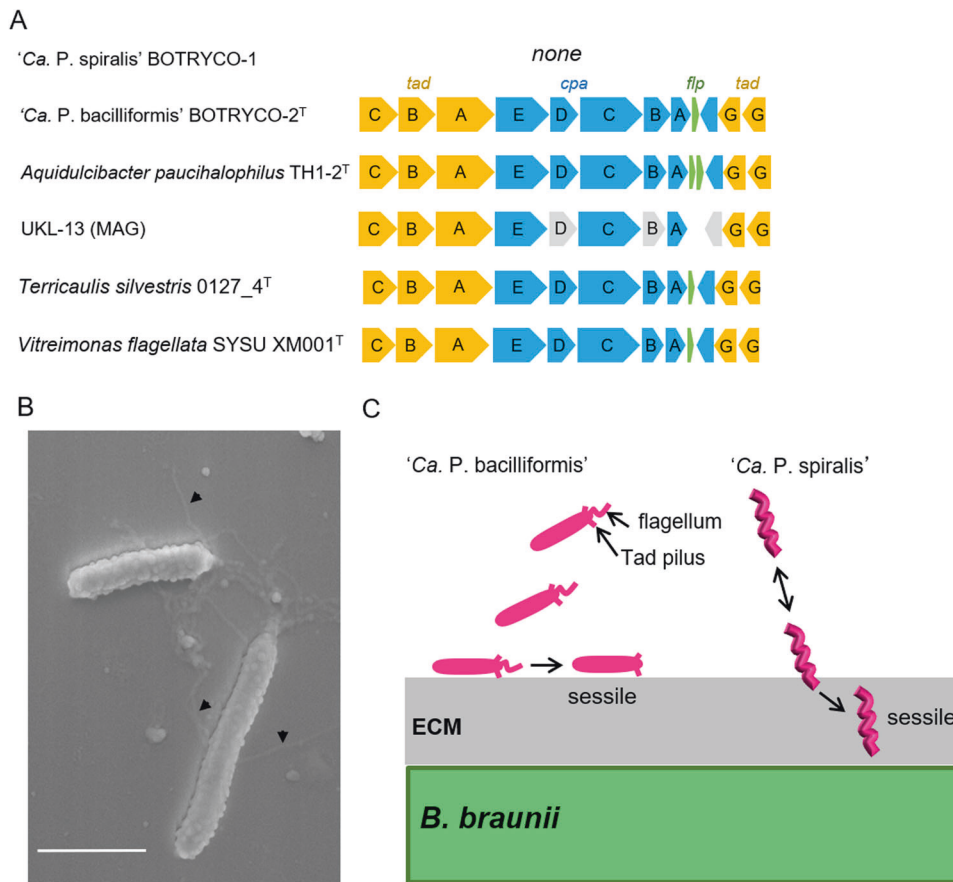 A
‘Ca. P. spiralis’ BOTRYCO-1 none
tad cpa flp tad
‘Ca. P. bacilliformis’ BOTRYCO-2ᵀ C B A E D C B A G G
Aquidulcibacter paucihalophilus TH1-2ᵀ C B A E D C B A G G
UKL-13 (MAG) C B A E D C B A G G
Terricaulis silvestris 0127_4ᵀ C B A E D C B A G G
Vitreimonas flagellata SYSU XM001ᵀ C B A E D C B A G G
B
C
‘Ca. P. bacilliformis’ ‘Ca. P. spiralis’
flagellum
Tad pilus
sessile
sessile
ECM
B. braunii